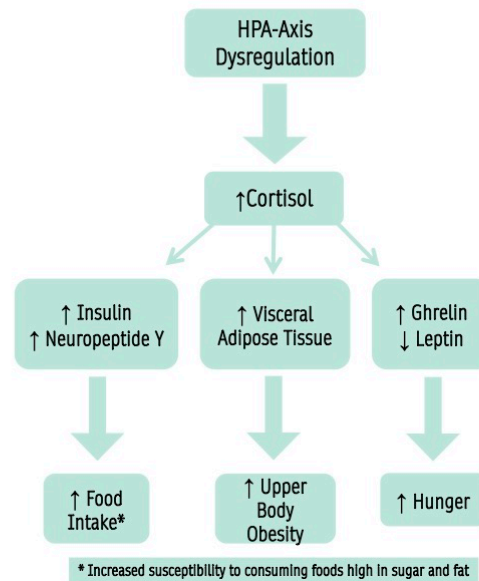 HPA-Axis
Dysregulation
↑Cortisol
↑ Insulin
↑ Neuropeptide Y
↑ Visceral
Adipose Tissue
↑ Ghrelin
↓ Leptin
↑ Food
Intake*
↑ Upper
Body
Obesity
↑ Hunger
* Increased susceptibility to consuming foods high in sugar and fat